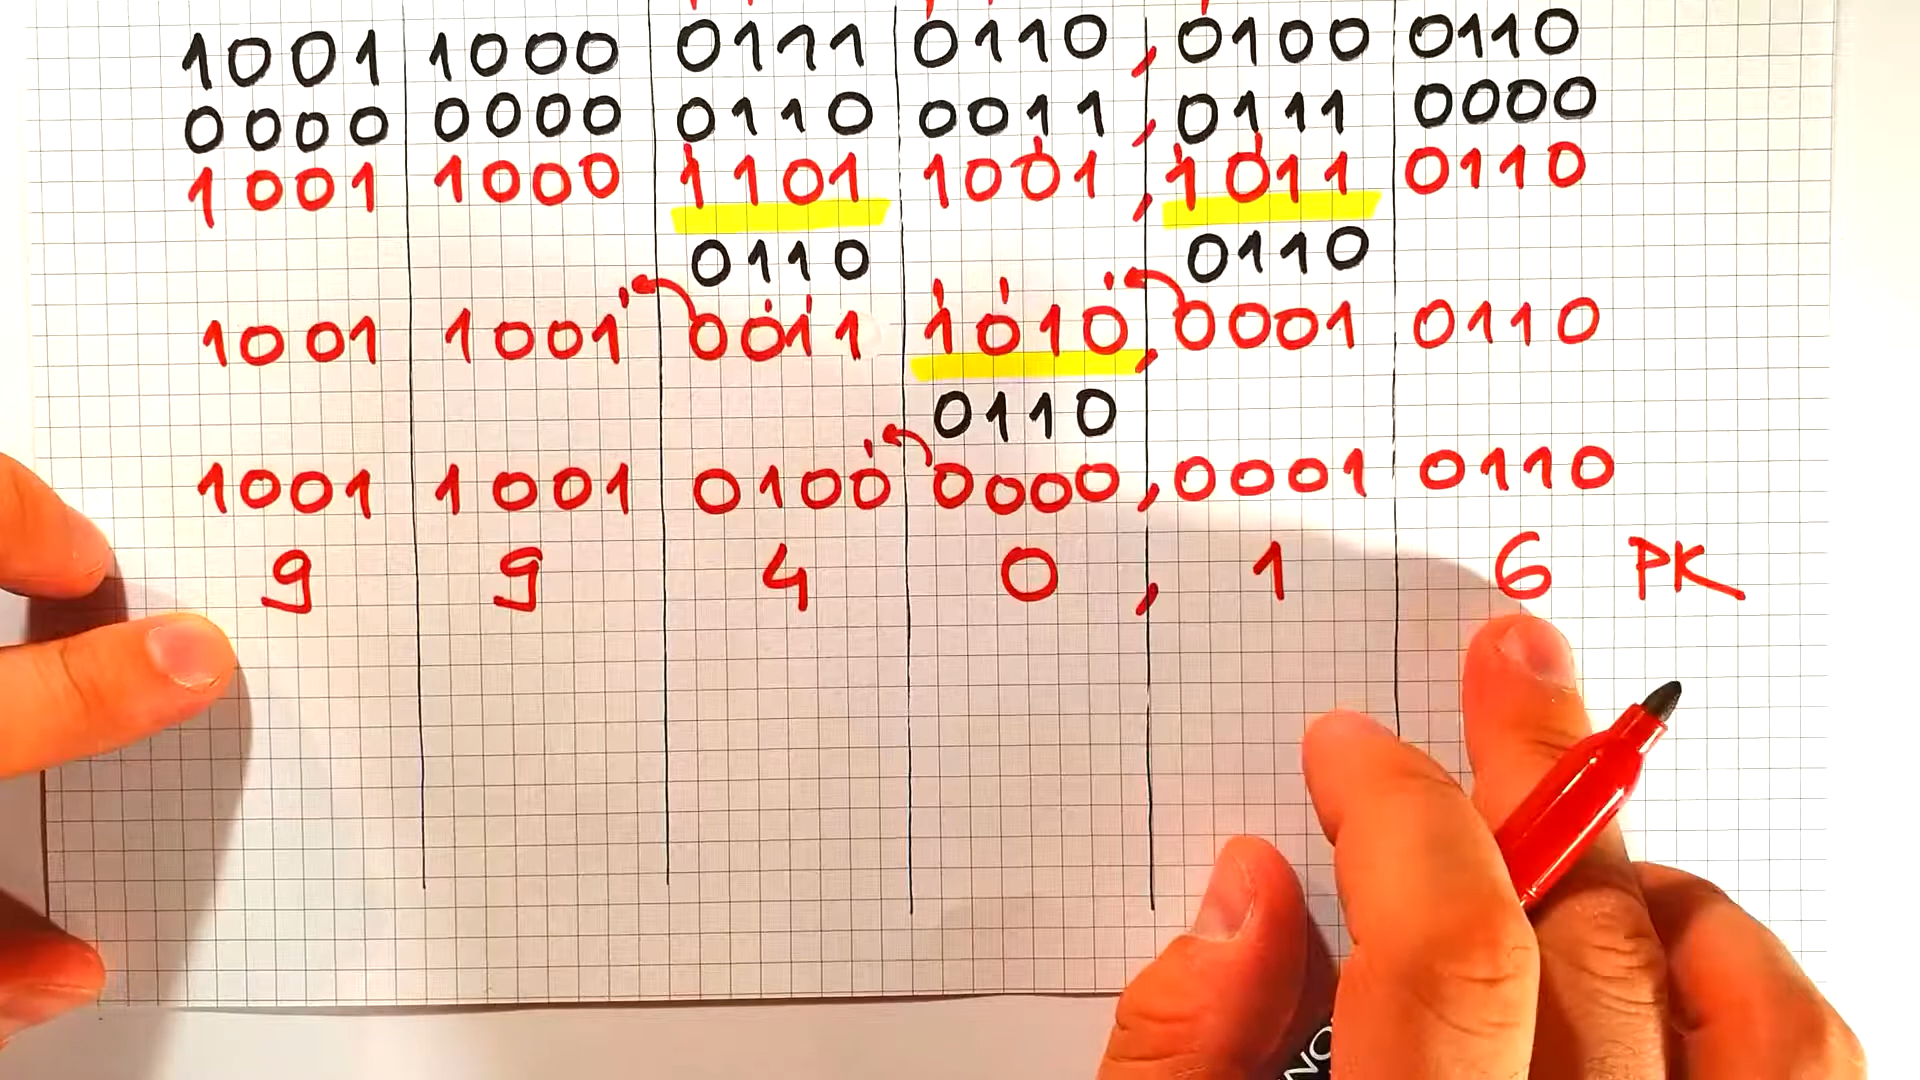 1001 1000 0111 0110 , 0100 0110
0000 0000 0110 0011 , 0111 0000
1001 1000 1101 1001 , 1011 0110
0110 0110
1001 1001 0011 1010 , 0001 0110
0110
1001 1001 0100 0000 , 0001 0110
9 9 4 0 , 1 6 PK